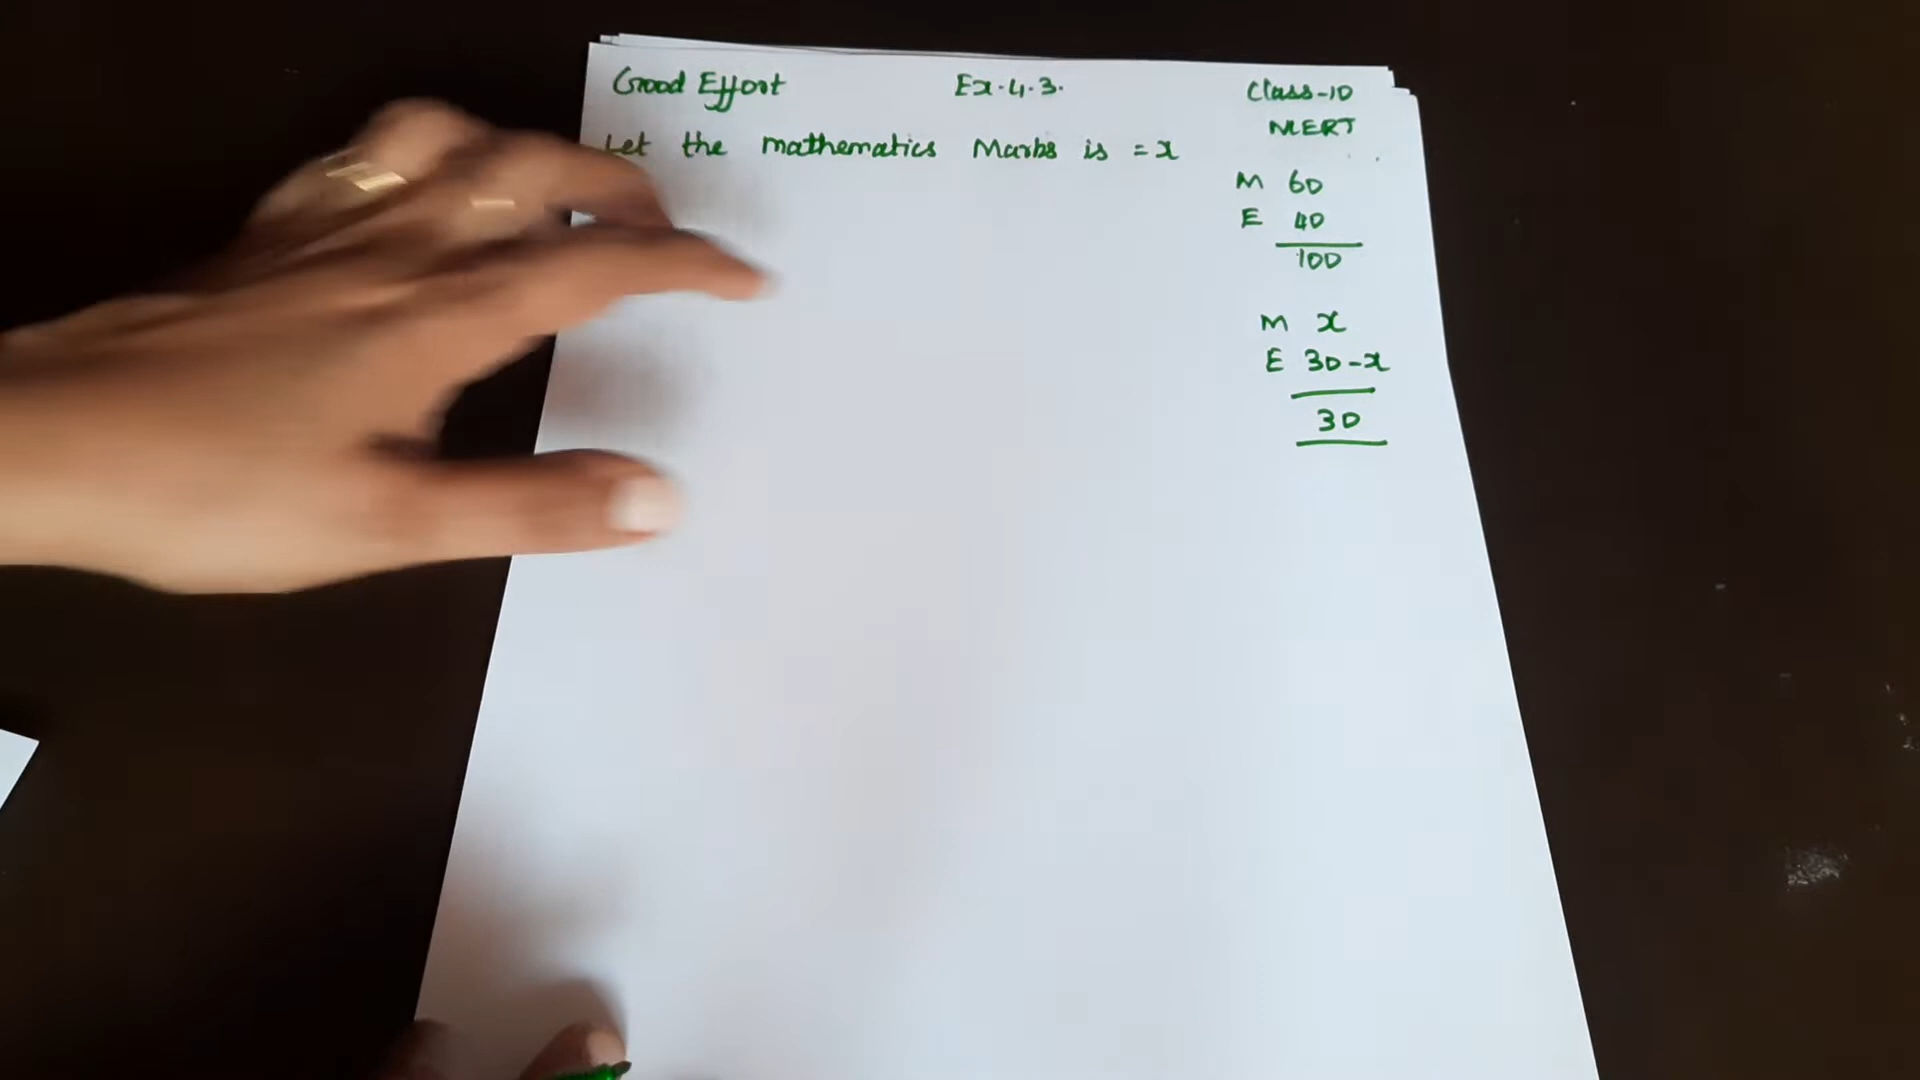 Good Effort Ex.4.3. Class-10
NCERT
Let the mathematics Marks is = x
M 60
E 40
100
M x
E 30-x
30